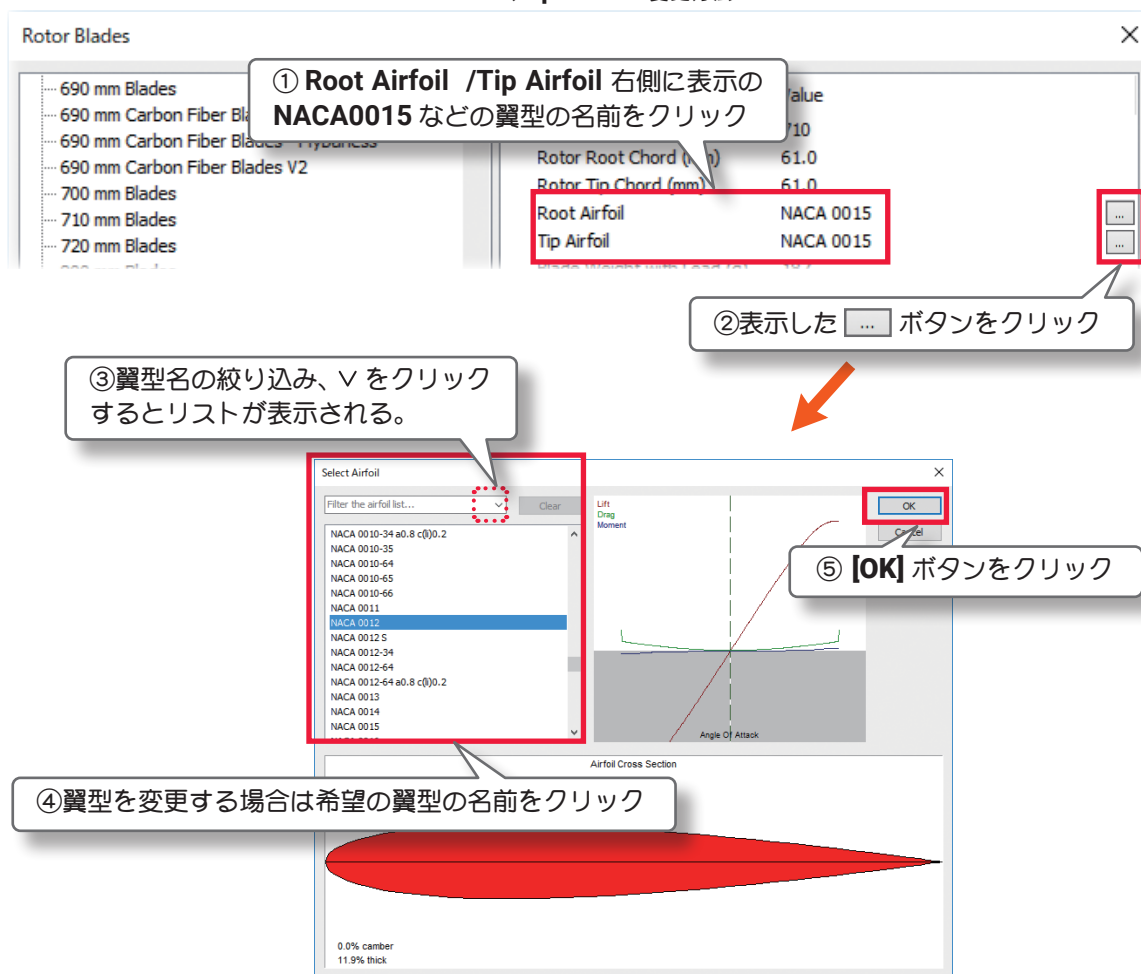 Rotor Blades
690 mm Blades
690 mm Carbon Fiber
690 mm Carbon Fiber Blades
690 mm Carbon Fiber Blades V2
700 mm Blades
710 mm Blades
720 mm Blades
① Root Airfoil /Tip Airfoil 右側に表示の
NACA0015 などの翼型の名前をクリック
Value
710
Rotor Root Chord (mm) 61.0
Rotor Tip Chord (mm) 61.0
Root Airfoil NACA 0015 ...
Tip Airfoil NACA 0015 ...
②表示した ... ボタンをクリック
③翼型名の絞り込み、∨ をクリック
するとリストが表示される。
Select Airfoil
Filter the airfoil list...
Clear
NACA 0010-34 a0.8 c(li)0.2
NACA 0010-35
NACA 0010-64
NACA 0010-65
NACA 0010-66
NACA 0011
NACA 0012
NACA 0012 S
NACA 0012-34
NACA 0012-64
NACA 0012-64 a0.8 c(li)0.2
NACA 0013
NACA 0014
NACA 0015
Lift
Drag
Moment
Angle Of Attack
OK
Cancel
⑤ [OK] ボタンをクリック
Airfoil Cross Section
④翼型を変更する場合は希望の翼型の名前をクリック
0.0% camber
11.9% thick